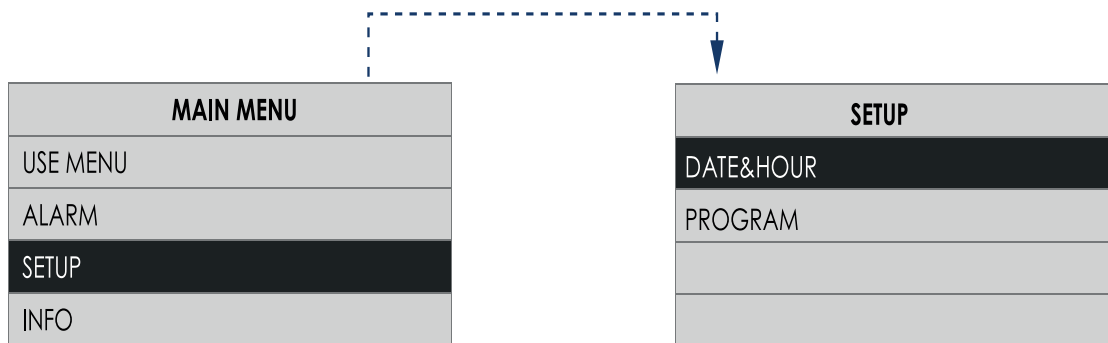 MAIN MENU
USE MENU
ALARM
SETUP
INFO
SETUP
DATE&HOUR
PROGRAM